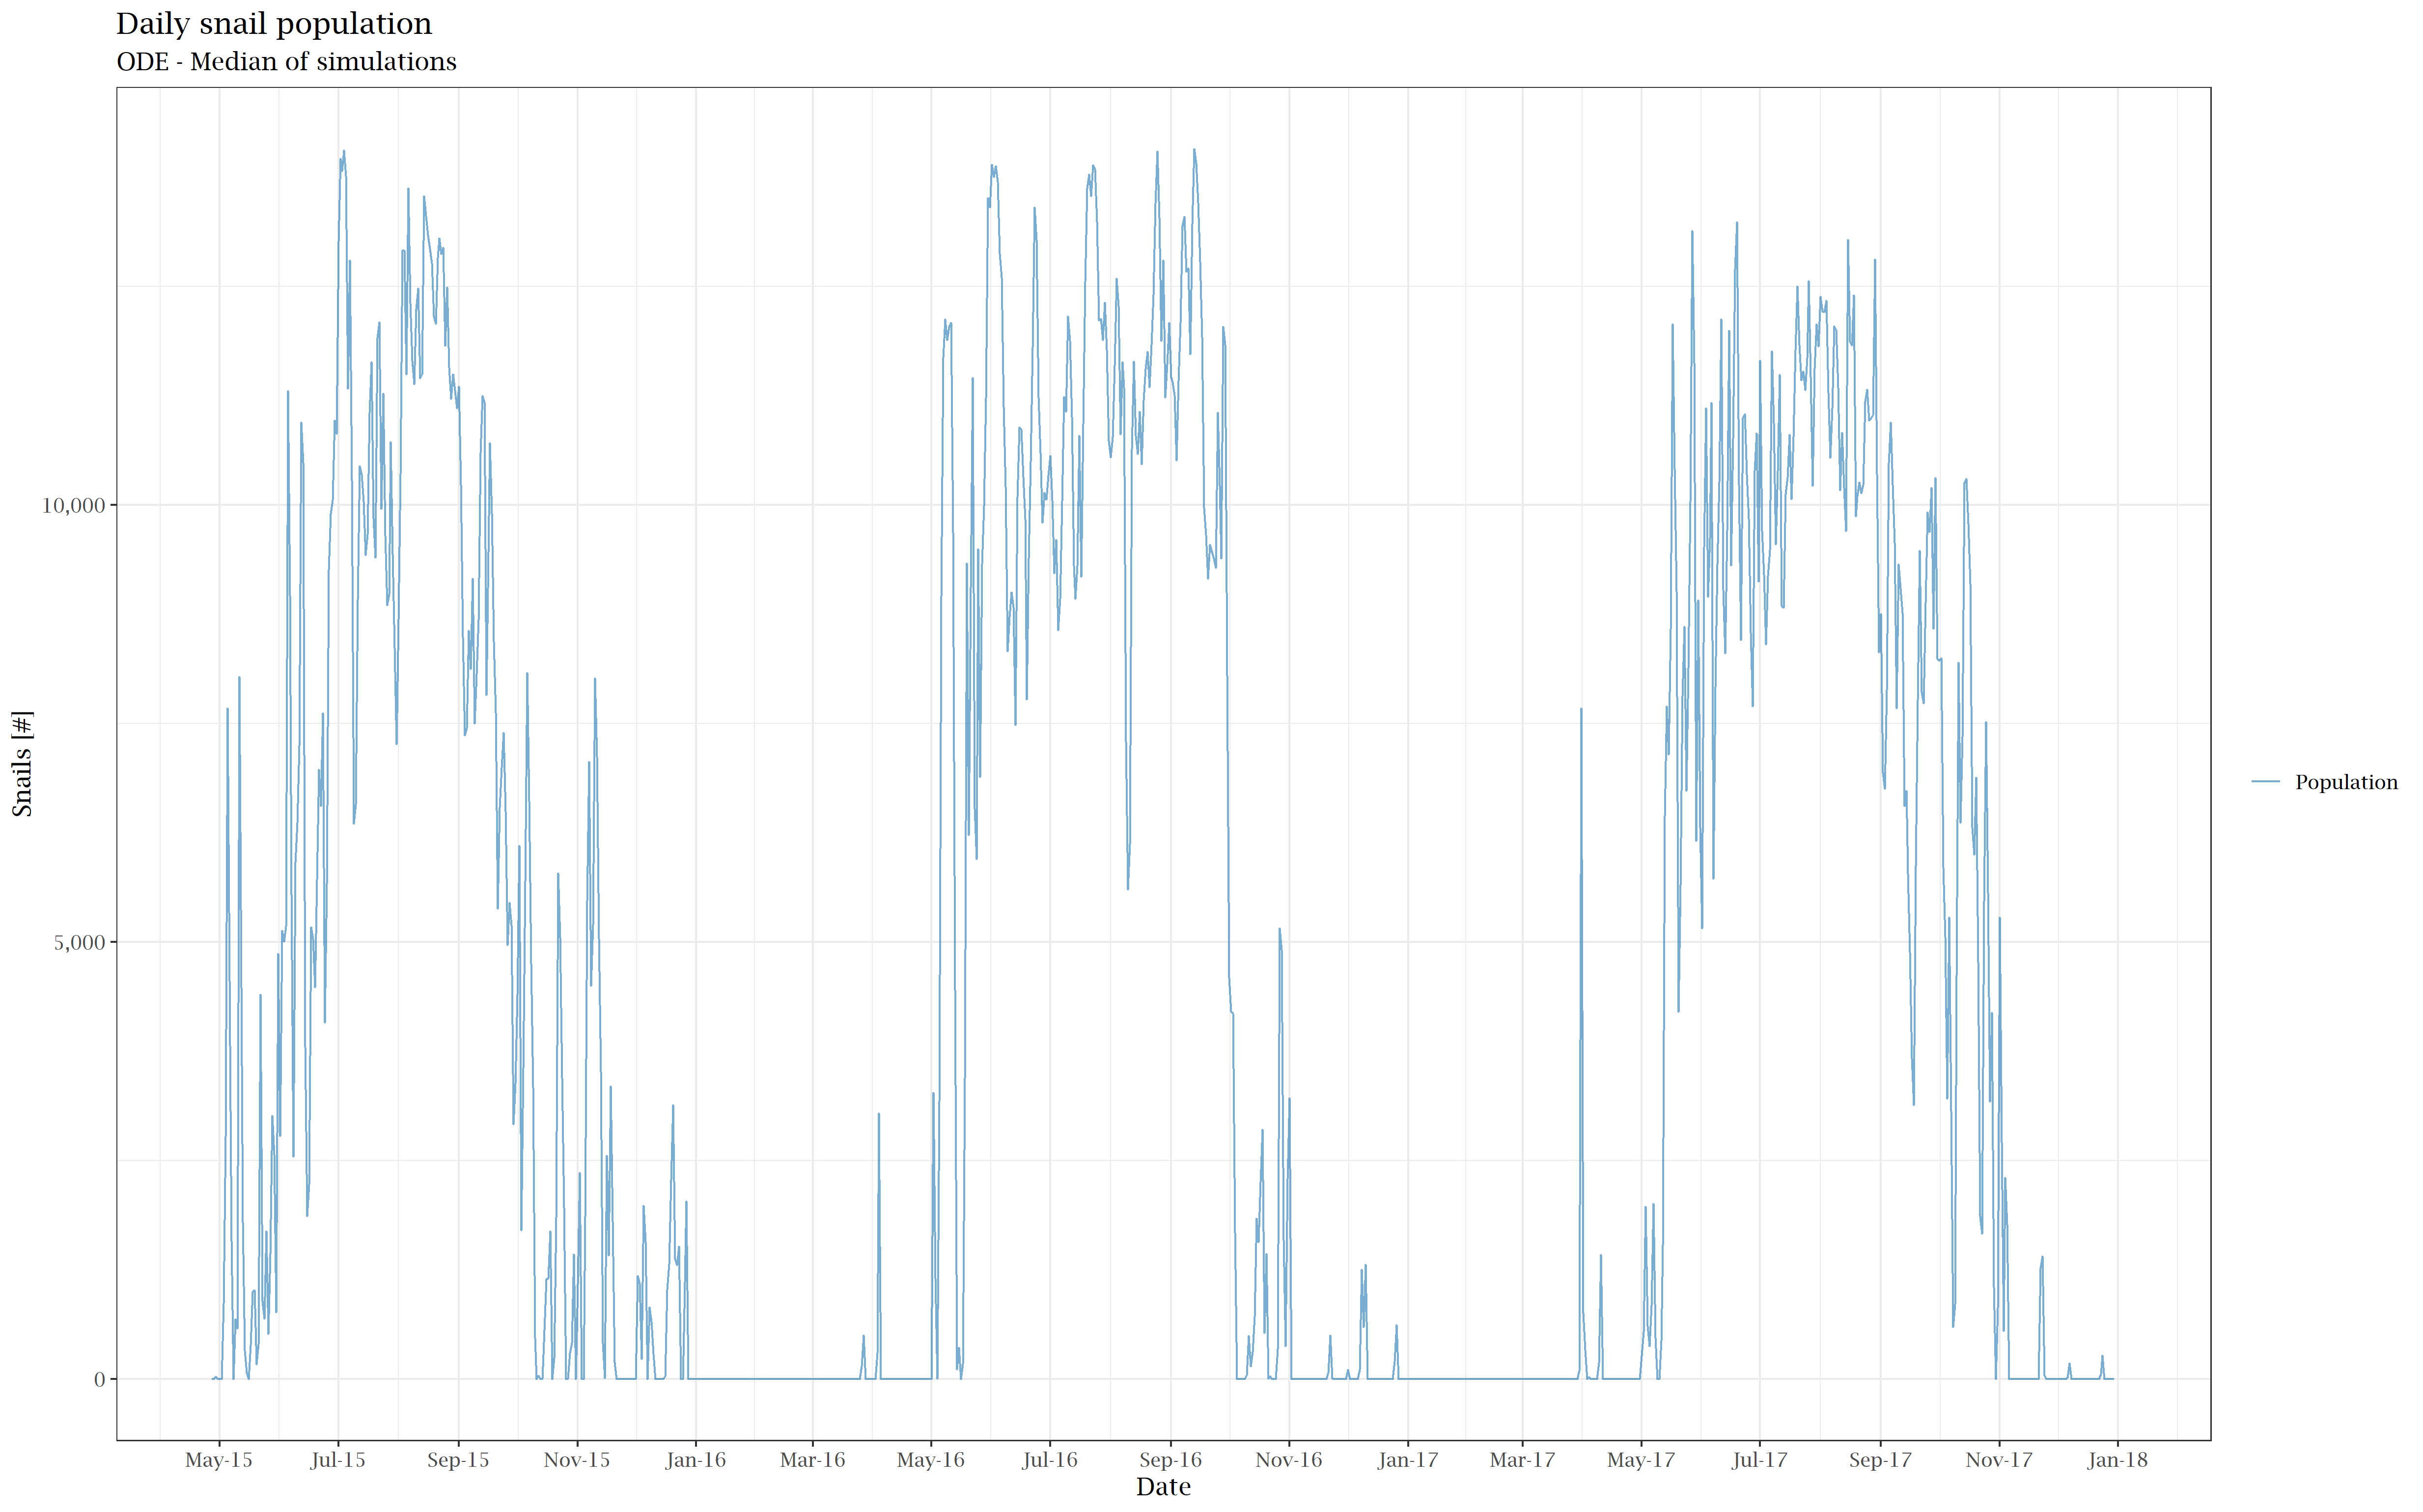 Daily snail population
ODE - Median of simulations
Snails [#]
10,000
5,000
0
May-15 Jul-15 Sep-15 Nov-15 Jan-16 Mar-16 May-16 Jul-16 Sep-16 Nov-16 Jan-17 Mar-17 May-17 Jul-17 Sep-17 Nov-17 Jan-18
Date
Population